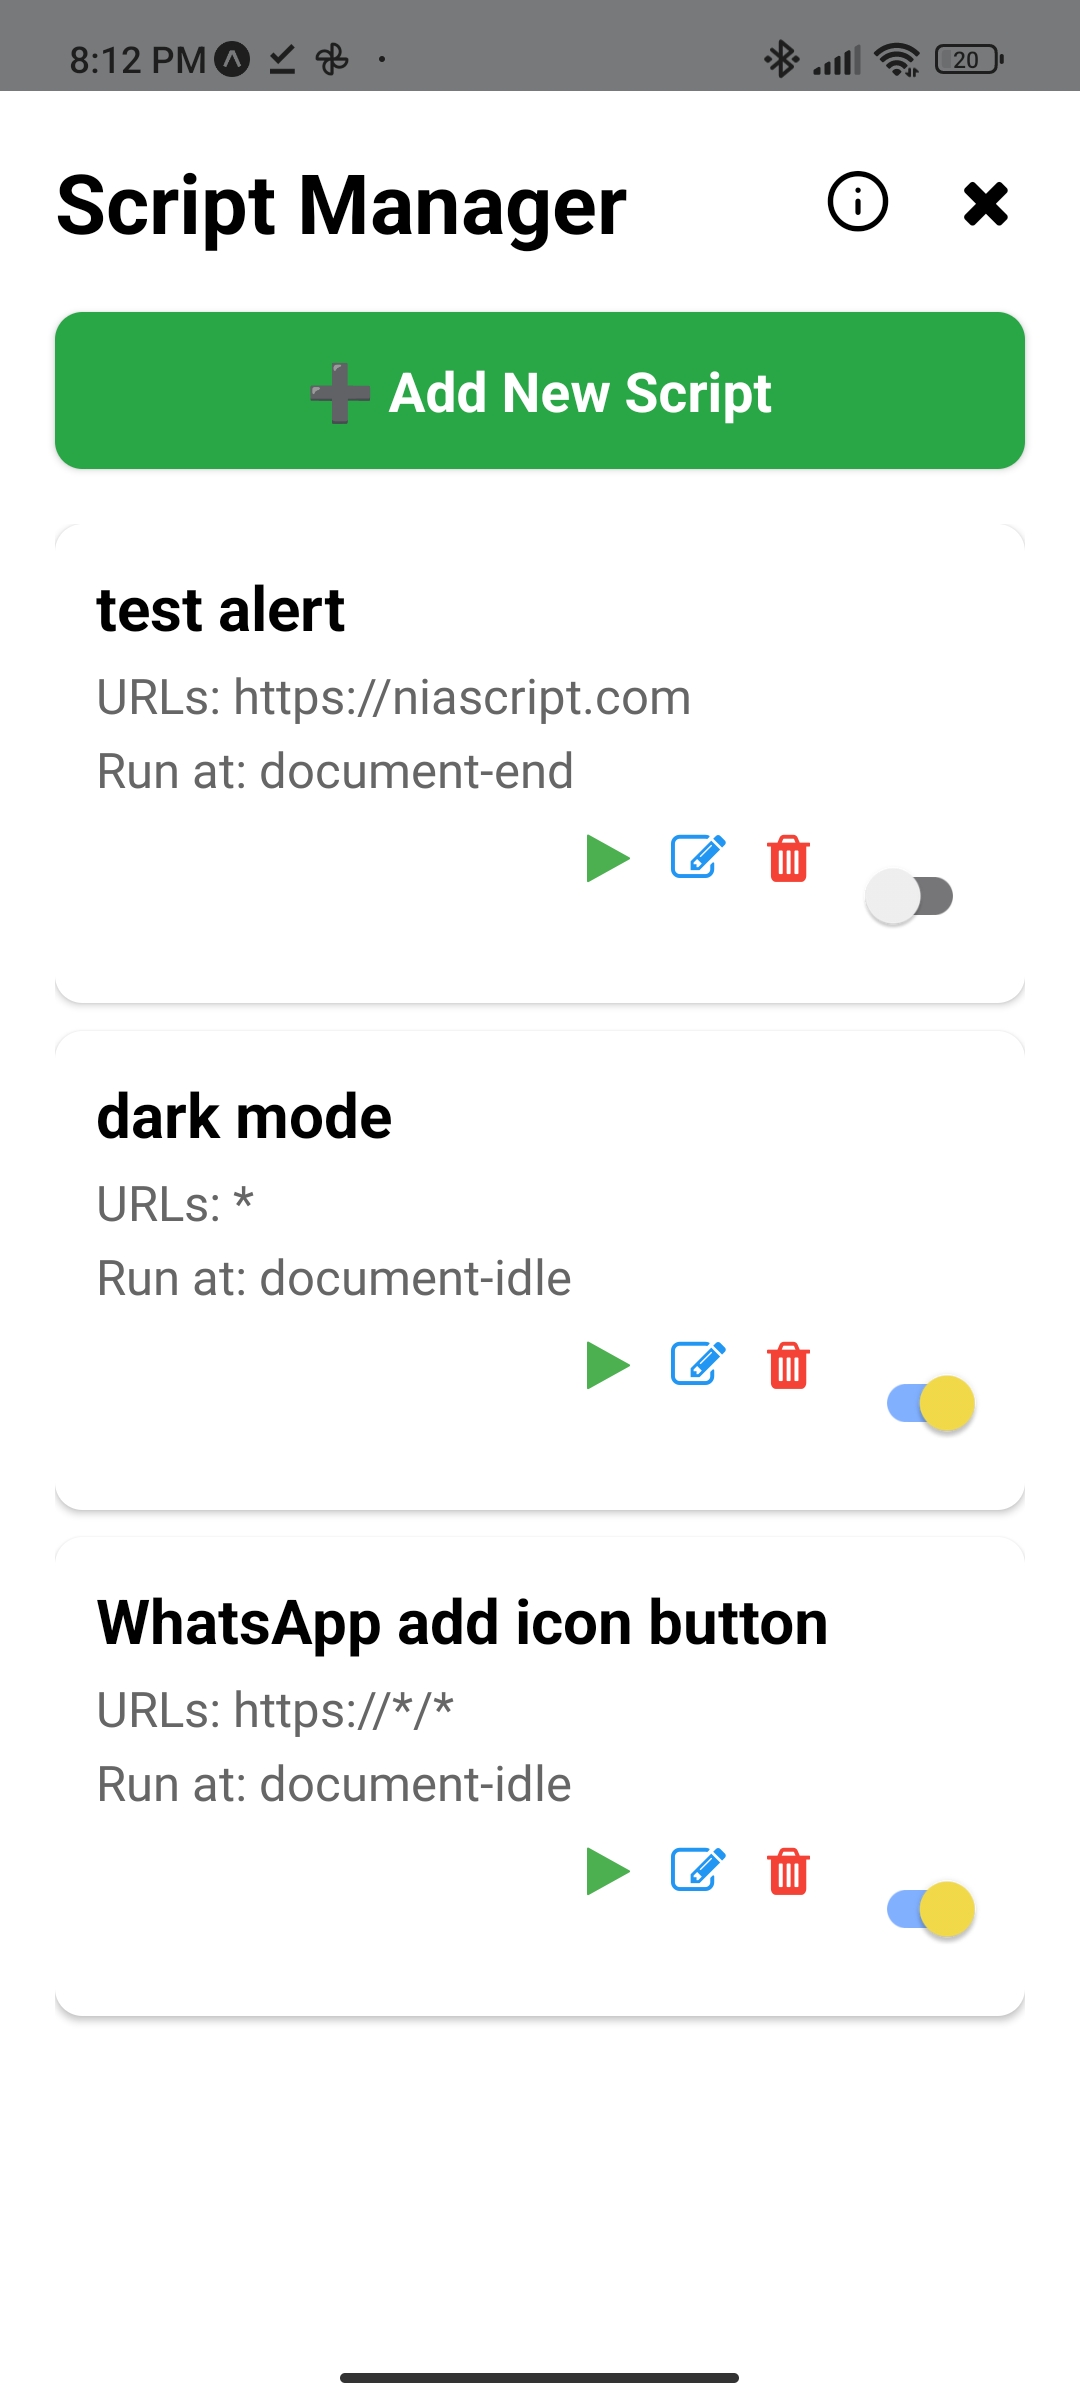 8:12 PM
20
Script Manager
➕ Add New Script
test alert
URLs: https://niascript.com
Run at: document-end
dark mode
URLs: *
Run at: document-idle
WhatsApp add icon button
URLs: https://*/*
Run at: document-idle